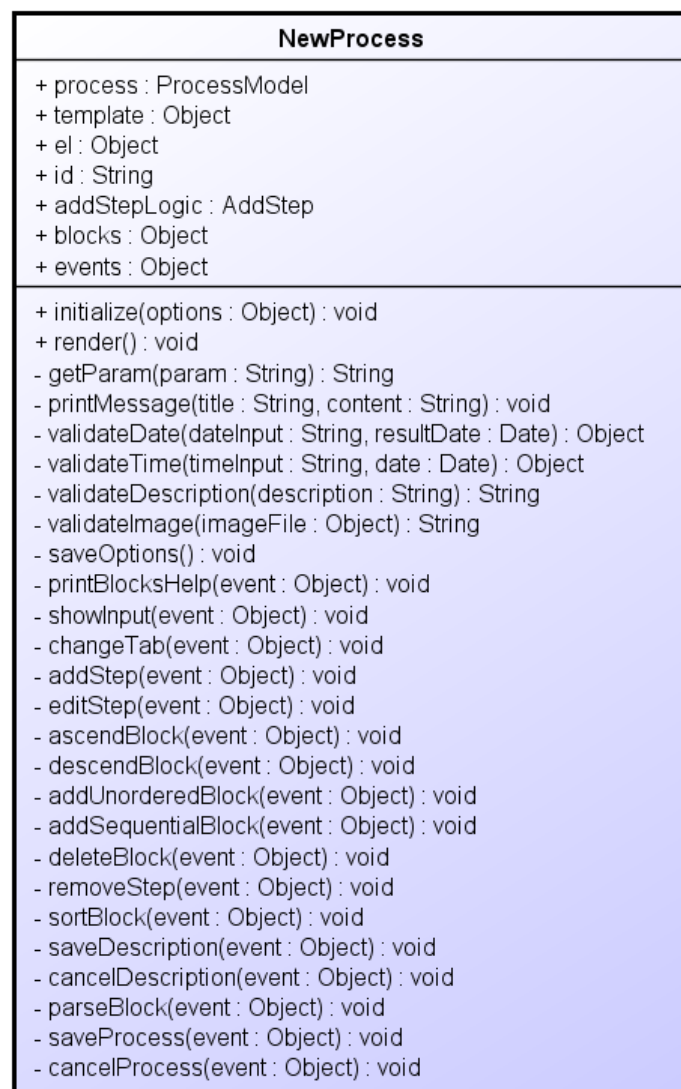 NewProcess
+ process : ProcessModel
+ template : Object
+ el : Object
+ id : String
+ addStepLogic : AddStep
+ blocks : Object
+ events : Object
+ initialize(options : Object) : void
+ render() : void
- getParam(param : String) : String
- printMessage(title : String, content : String) : void
- validateDate(dateInput : String, resultDate : Date) : Object
- validateTime(timeInput : String, date : Date) : Object
- validateDescription(description : String) : String
- validateImage(imageFile : Object) : String
- saveOptions() : void
- printBlocksHelp(event : Object) : void
- showInput(event : Object) : void
- changeTab(event : Object) : void
- addStep(event : Object) : void
- editStep(event : Object) : void
- ascendBlock(event : Object) : void
- descendBlock(event : Object) : void
- addUnorderedBlock(event : Object) : void
- addSequentialBlock(event : Object) : void
- deleteBlock(event : Object) : void
- removeStep(event : Object) : void
- sortBlock(event : Object) : void
- saveDescription(event : Object) : void
- cancelDescription(event : Object) : void
- parseBlock(event : Object) : void
- saveProcess(event : Object) : void
- cancelProcess(event : Object) : void